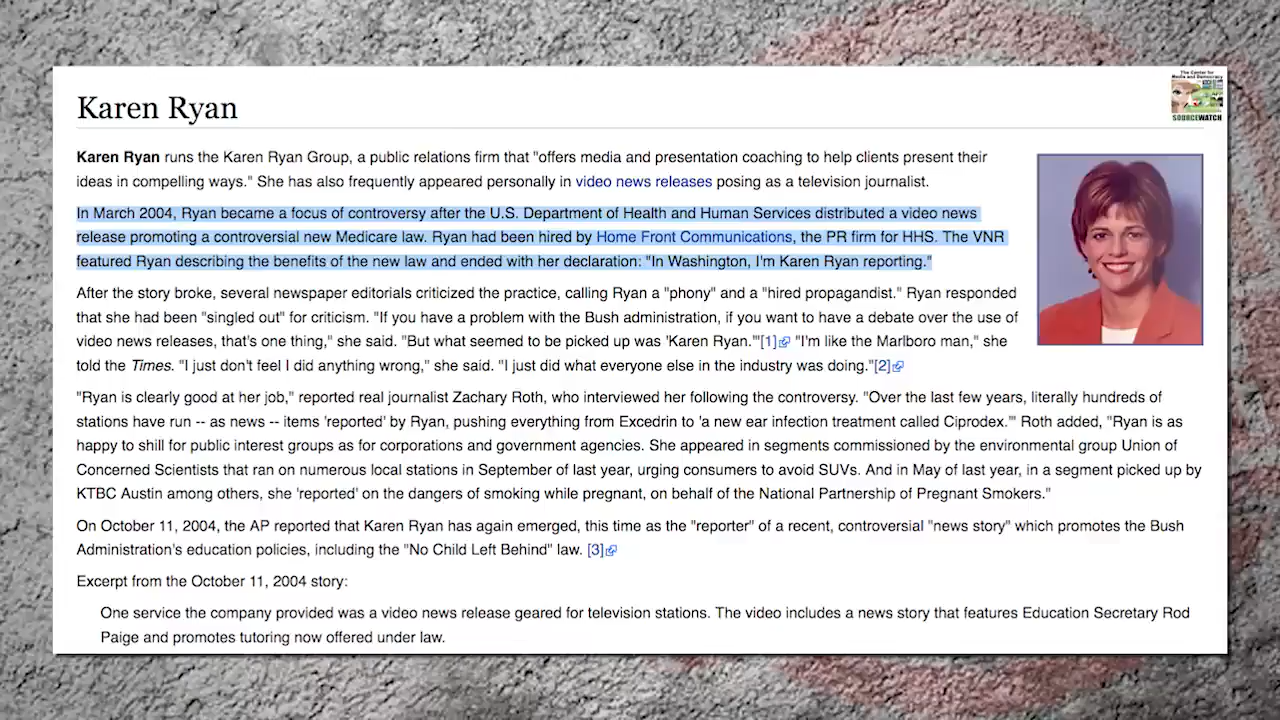 The Center for
Media and Democracy
SOURCEWATCH
Karen Ryan
Karen Ryan runs the Karen Ryan Group, a public relations firm that "offers media and presentation coaching to help clients present their
ideas in compelling ways." She has also frequently appeared personally in video news releases posing as a television journalist.
In March 2004, Ryan became a focus of controversy after the U.S. Department of Health and Human Services distributed a video news
release promoting a controversial new Medicare law. Ryan had been hired by Home Front Communications, the PR firm for HHS. The VNR
featured Ryan describing the benefits of the new law and ended with her declaration: "In Washington, I'm Karen Ryan reporting."
After the story broke, several newspaper editorials criticized the practice, calling Ryan a "phony" and a "hired propagandist." Ryan responded
that she had been "singled out" for criticism. "If you have a problem with the Bush administration, if you want to have a debate over the use of
video news releases, that's one thing," she said. "But what seemed to be picked up was 'Karen Ryan.'"[1] "I'm like the Marlboro man," she
told the Times. "I just don't feel I did anything wrong," she said. "I just did what everyone else in the industry was doing."[2]
"Ryan is clearly good at her job," reported real journalist Zachary Roth, who interviewed her following the controversy. "Over the last few years, literally hundreds of
stations have run -- as news -- items 'reported' by Ryan, pushing everything from Excedrin to 'a new ear infection treatment called Ciprodex.'" Roth added, "Ryan is as
happy to shill for public interest groups as for corporations and government agencies. She appeared in segments commissioned by the environmental group Union of
Concerned Scientists that ran on numerous local stations in September of last year, urging consumers to avoid SUVs. And in May of last year, in a segment picked up by
KTBC Austin among others, she 'reported' on the dangers of smoking while pregnant, on behalf of the National Partnership of Pregnant Smokers."
On October 11, 2004, the AP reported that Karen Ryan has again emerged, this time as the "reporter" of a recent, controversial "news story" which promotes the Bush
Administration's education policies, including the "No Child Left Behind" law. [3]
Excerpt from the October 11, 2004 story:
One service the company provided was a video news release geared for television stations. The video includes a news story that features Education Secretary Rod
Paige and promotes tutoring now offered under law.